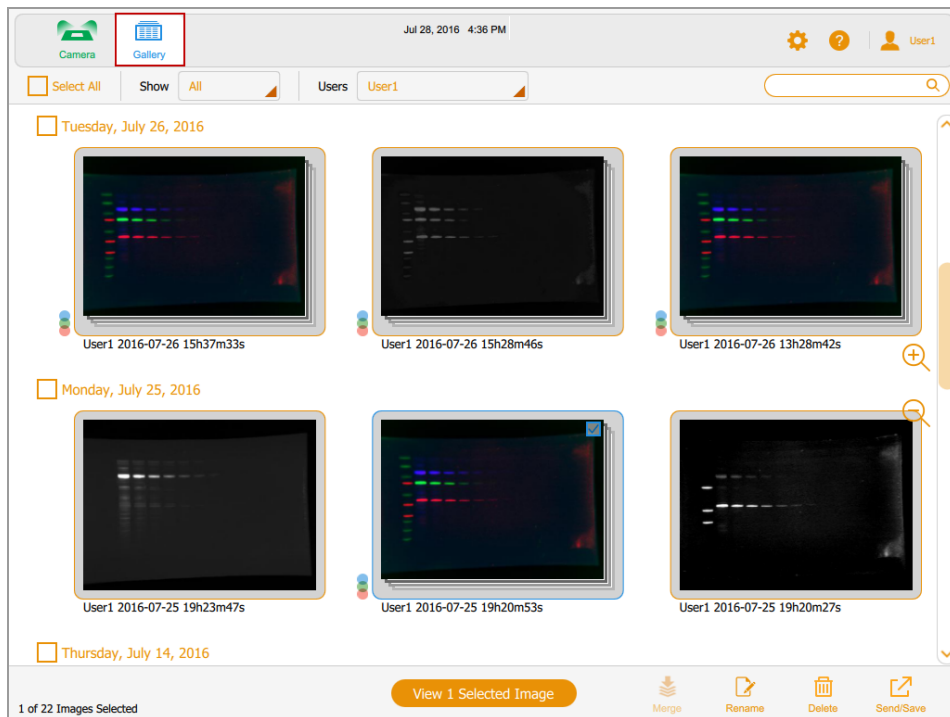 Jul 28, 2016 4:36 PM
Camera
Gallery
User1
Select All
Show
All
Users
User1
Tuesday, July 26, 2016
User1 2016-07-26 15h37m33s
User1 2016-07-26 15h28m46s
User1 2016-07-26 13h28m42s
Monday, July 25, 2016
User1 2016-07-25 19h23m47s
User1 2016-07-25 19h20m53s
User1 2016-07-25 19h20m27s
Thursday, July 14, 2016
1 of 22 Images Selected
View 1 Selected Image
Merge
Rename
Delete
Send/Save